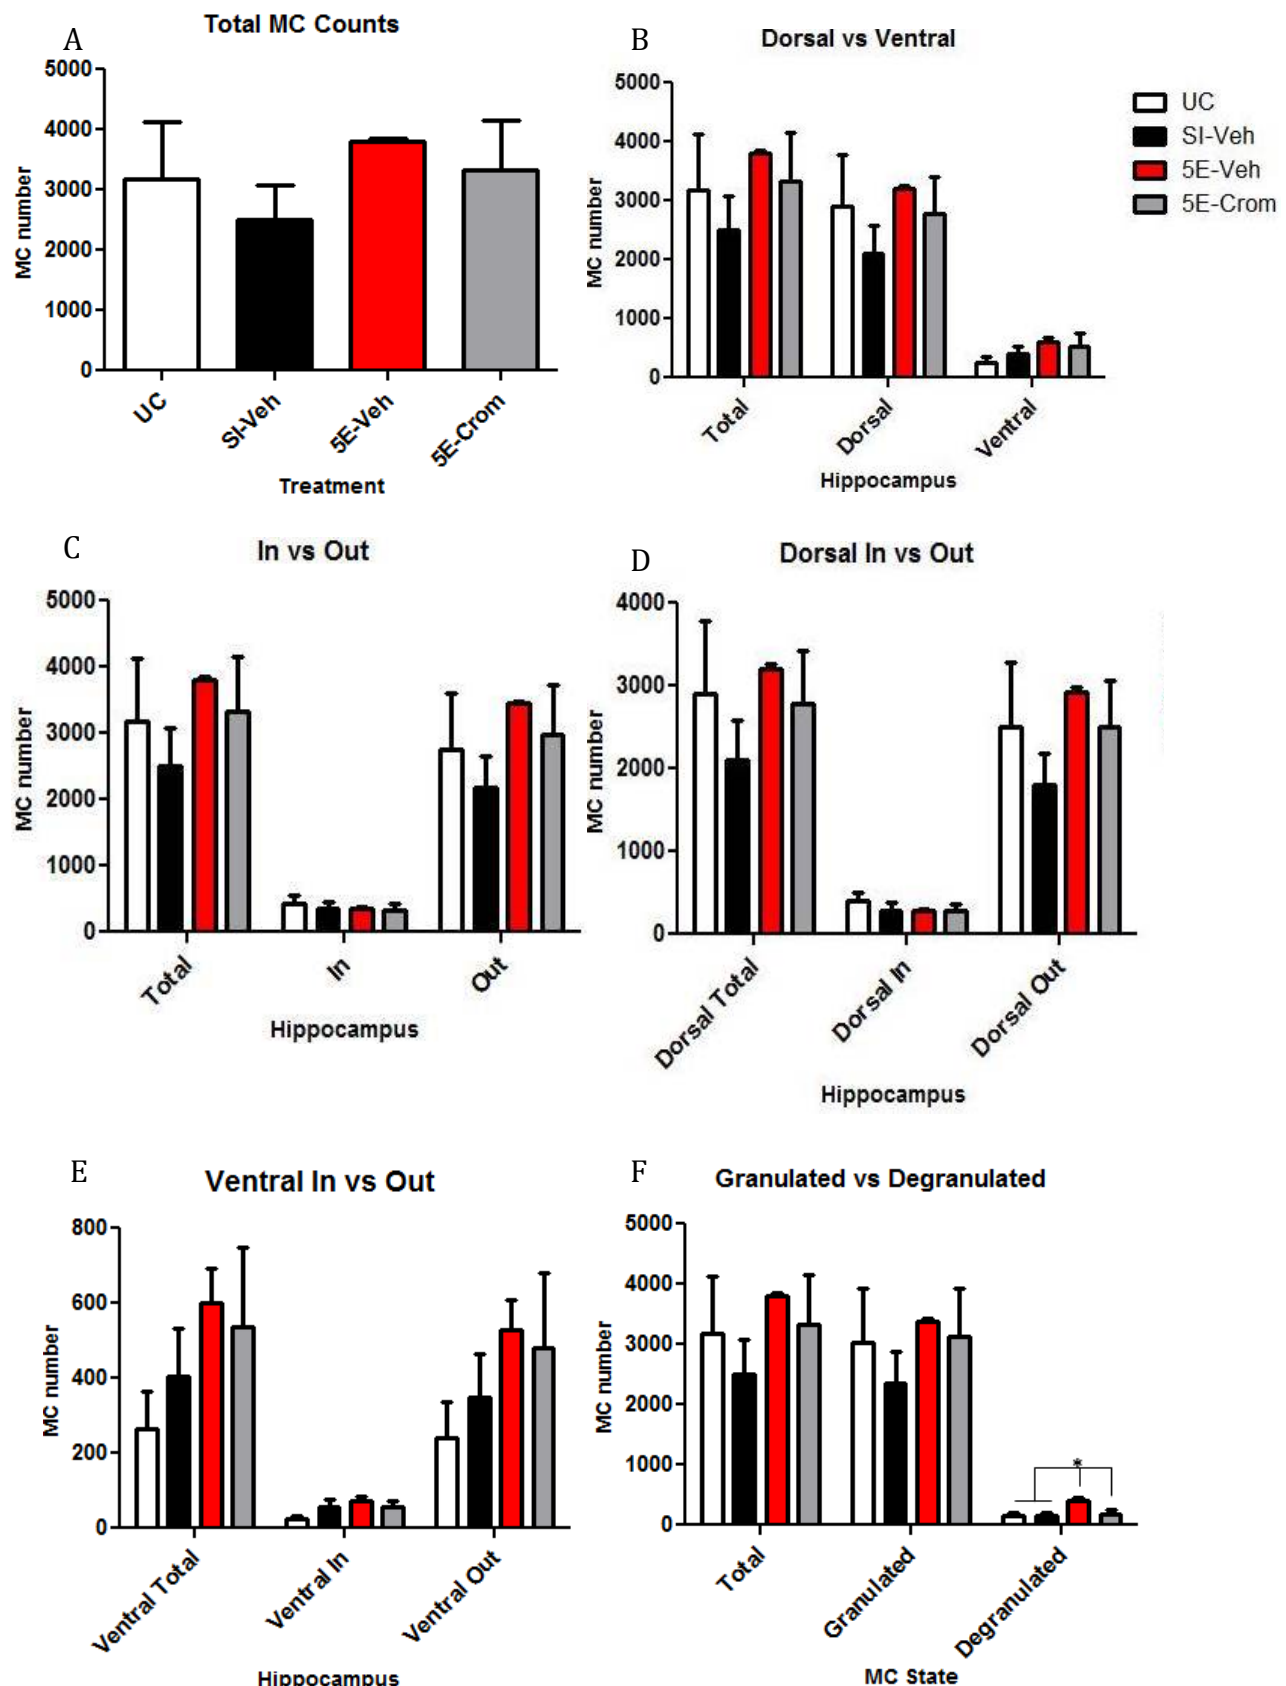 A
Total MC Counts
5000
4000
3000
2000
1000
0
MC number
UC
SI-Veh
5E-Veh
5E-Crom
Treatment
B
Dorsal vs Ventral
5000
4000
3000
2000
1000
0
MC number
Total
Dorsal
Ventral
Hippocampus
UC
SI-Veh
5E-Veh
5E-Crom
C
In vs Out
5000
4000
3000
2000
1000
0
MC number
Total
In
Out
Hippocampus
D
Dorsal In vs Out
4000
3000
2000
1000
0
MC number
Dorsal Total
Dorsal In
Dorsal Out
Hippocampus
E
Ventral In vs Out
800
600
400
200
0
MC number
Ventral Total
Ventral In
Ventral Out
Hippocampus
F
Granulated vs Degranulated
5000
4000
3000
2000
1000
0
MC number
*
Total
Granulated
Degranulated
MC State